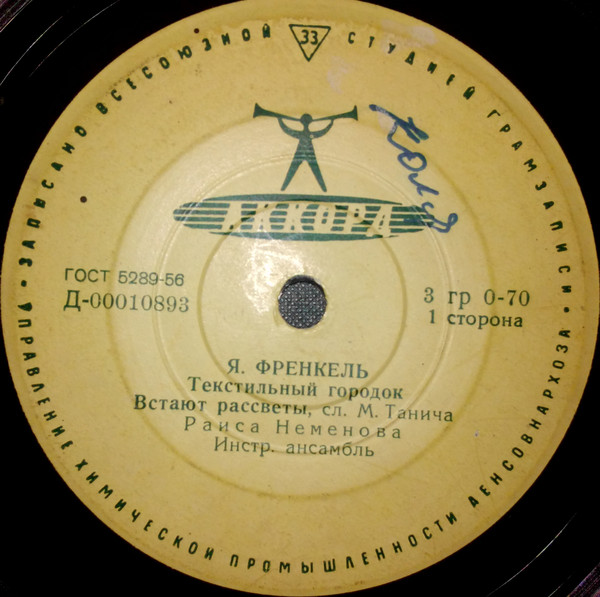 ЗАПИСАНО ВСЕСОЮЗНОЙ СТУДИЕЙ ГРАМЗАПИСИ
33
Коля
АККОРД
ГОСТ 5289-56
Д-00010893
3 гр 0-70
1 сторона
Я. ФРЕНКЕЛЬ
Текстильный городок
Встают рассветы, сл. М. Танича
Раиса Неменова
Инстр. ансамбль
УПРАВЛЕНИЕ ХИМИЧЕСКОЙ ПРОМЫШЛЕННОСТИ ЛЕНСОВНАРХОЗА